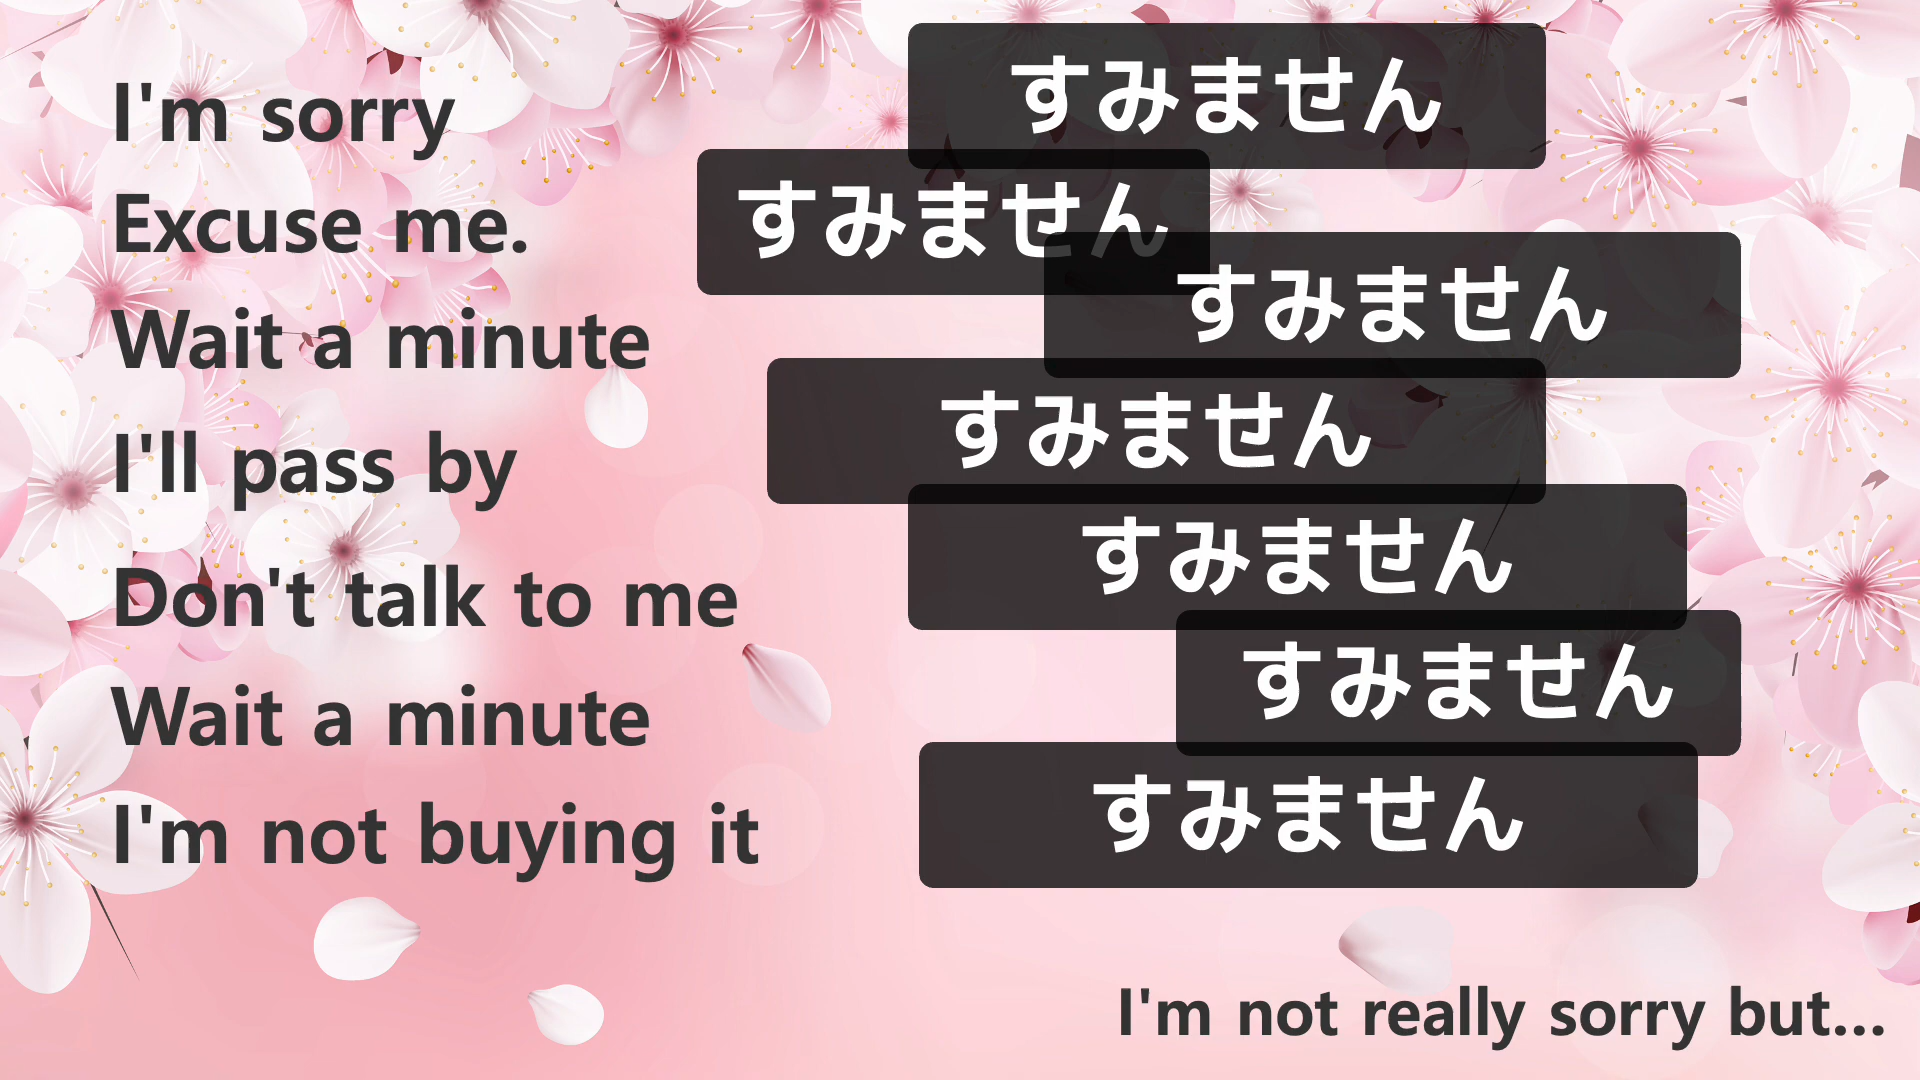 I'm sorry
すみません
Excuse me.
すみません
Wait a minute
すみません
I'll pass by
すみません
Don't talk to me
すみません
Wait a minute
すみません
I'm not buying it
すみません
I'm not really sorry but...